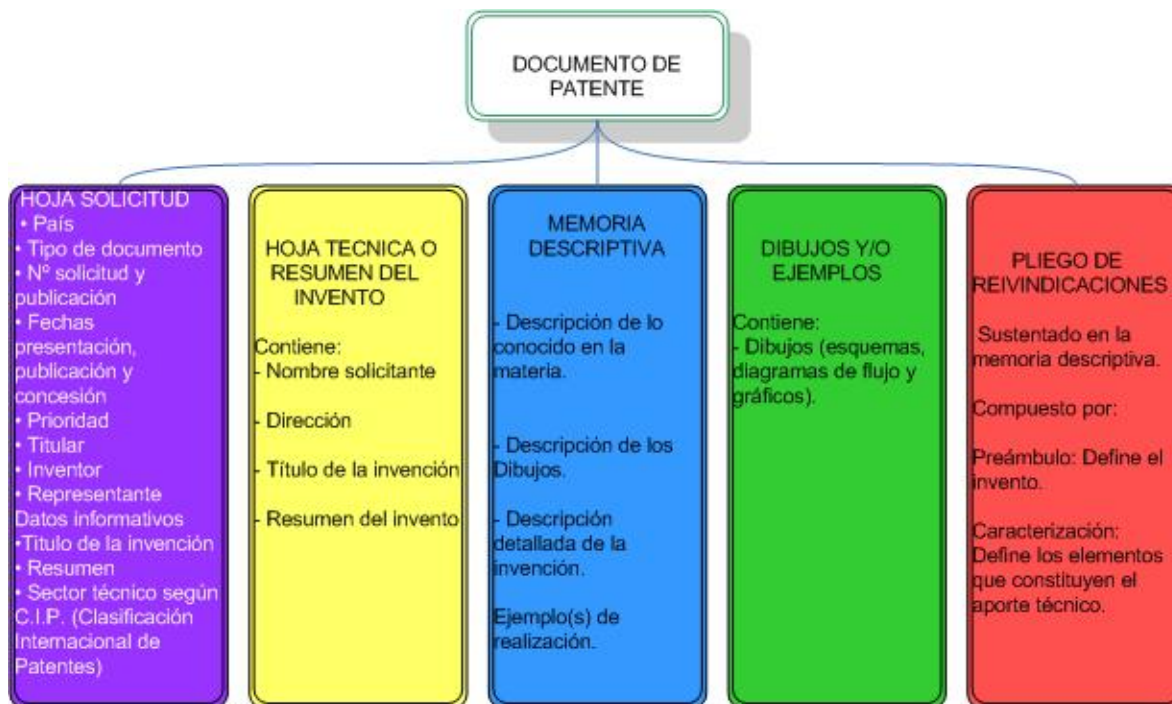 DOCUMENTO DE
PATENTE
HOJA SOLICITUD
• País
• Tipo de documento
• Nº solicitud y
publicación
• Fechas
presentación,
publicación y
concesión
• Prioridad
• Titular
• Inventor
• Representante
Datos informativos
•Titulo de la invención
• Resumen
• Sector técnico según
C.I.P. (Clasificación
Internacional de
Patentes)
HOJA TECNICA O
RESUMEN DEL
INVENTO
Contiene:
- Nombre solicitante
- Dirección
- Título de la invención
- Resumen del invento
MEMORIA
DESCRIPTIVA
- Descripción de lo
conocido en la
materia.
- Descripción de los
Dibujos.
- Descripción
detallada de la
invención.
Ejemplo(s) de
realización.
DIBUJOS Y/O
EJEMPLOS
Contiene:
- Dibujos (esquemas,
diagramas de flujo y
gráficos).
PLIEGO DE
REIVINDICACIONES
Sustentado en la
memoria descriptiva.
Compuesto por:
Preámbulo: Define el
invento.
Caracterización:
Define los elementos
que constituyen el
aporte técnico.